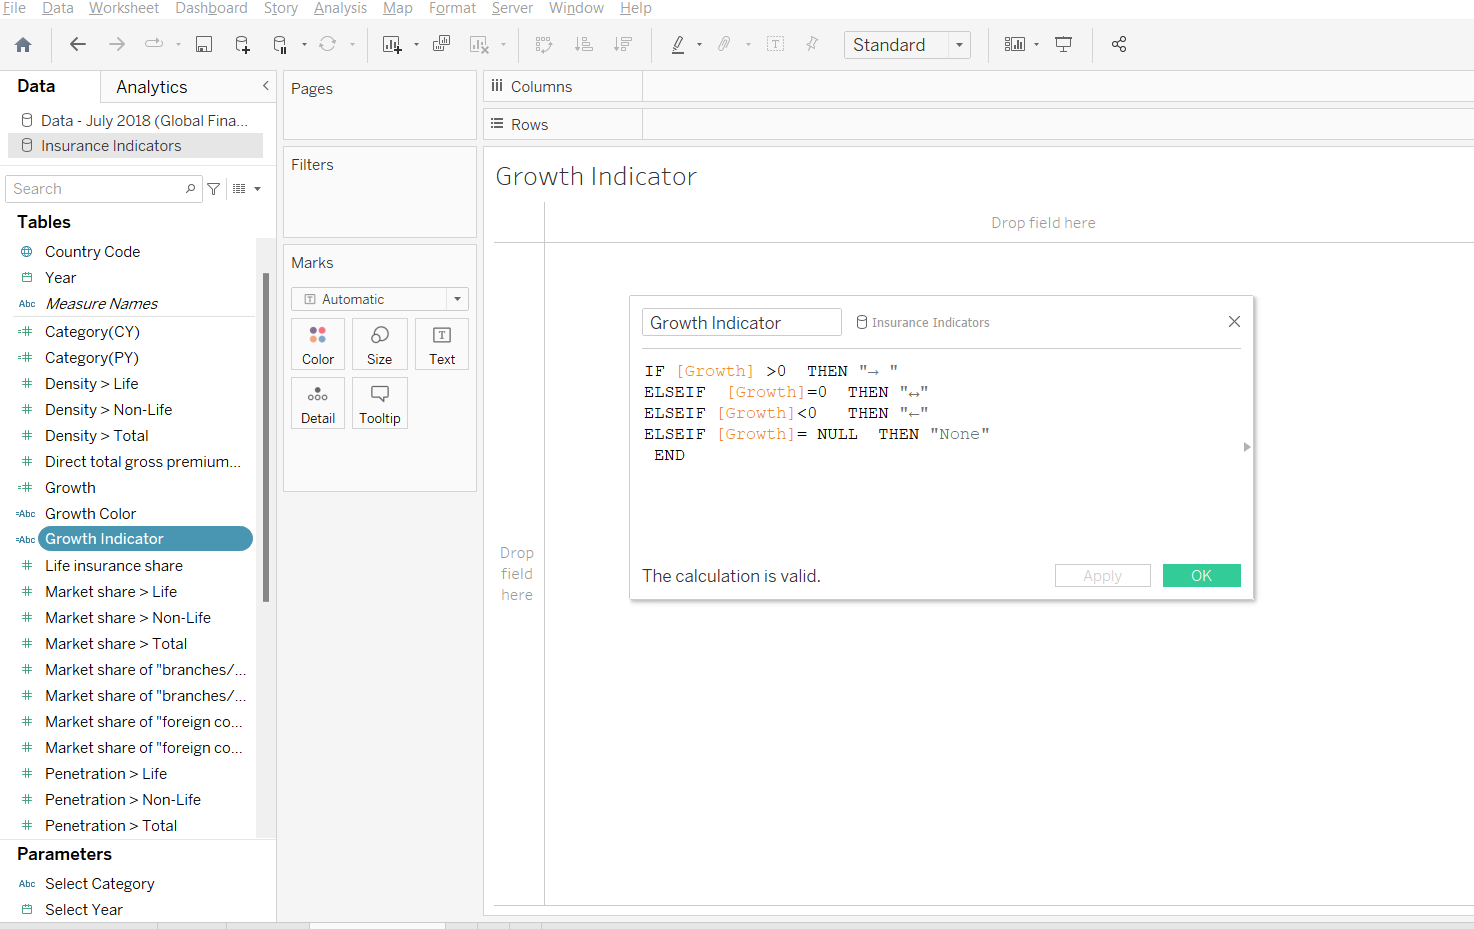 File Data Worksheet Dashboard Story Analysis Map Format Server Window Help
Standard
Data Analytics
Data - July 2018 (Global Fina...
Insurance Indicators
Search
Tables
Country Code
Year
Abc Measure Names
Category(CY)
Category(PY)
Density > Life
Density > Non-Life
Density > Total
Direct total gross premium...
Growth
=Abc Growth Color
=Abc Growth Indicator
Life insurance share
Market share > Life
Market share > Non-Life
Market share > Total
Market share of "branches/...
Market share of "branches/...
Market share of "foreign co...
Market share of "foreign co...
Penetration > Life
Penetration > Non-Life
Penetration > Total
Parameters
Abc Select Category
Select Year
Pages
Filters
Marks
Automatic
Color Size Text
Detail Tooltip
Columns
Rows
Growth Indicator
Drop field here
Drop
field
here
Growth Indicator Insurance Indicators
IF [Growth] >0 THEN "→ "
ELSEIF [Growth]=0 THEN "↔"
ELSEIF [Growth]<0 THEN "←"
ELSEIF [Growth]= NULL THEN "None"
END
The calculation is valid. Apply OK